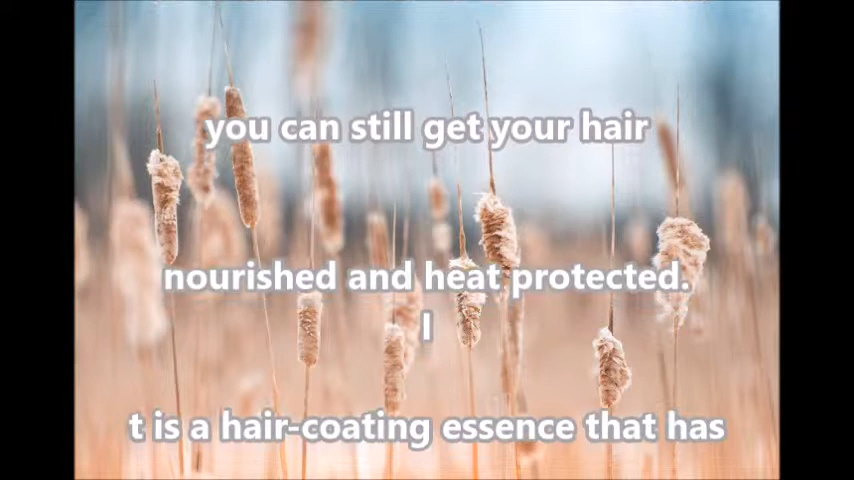 you can still get your hair
nourished and heat protected.
I
t is a hair-coating essence that has